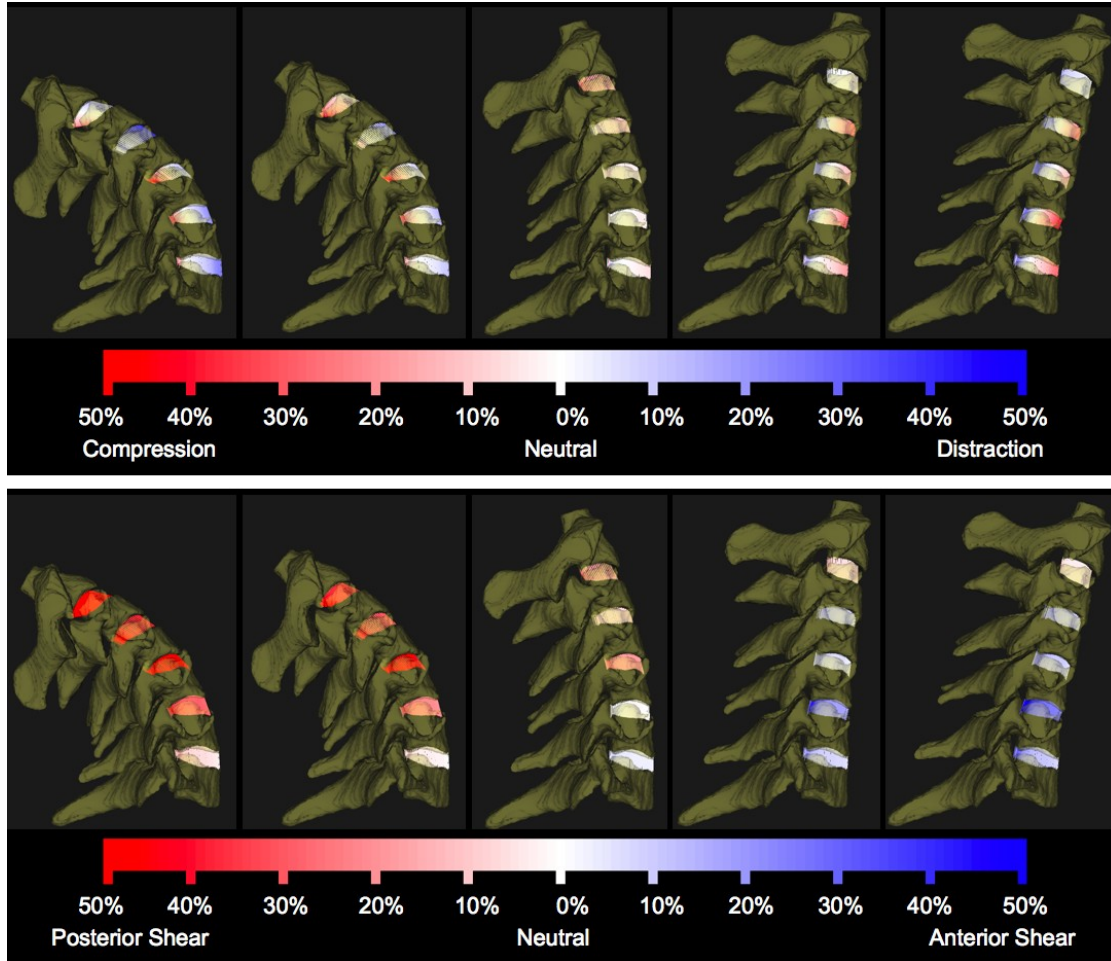 50% 40% 30% 20% 10% 0% 10% 20% 30% 40% 50%
Compression Neutral Distraction
50% 40% 30% 20% 10% 0% 10% 20% 30% 40% 50%
Posterior Shear Neutral Anterior Shear